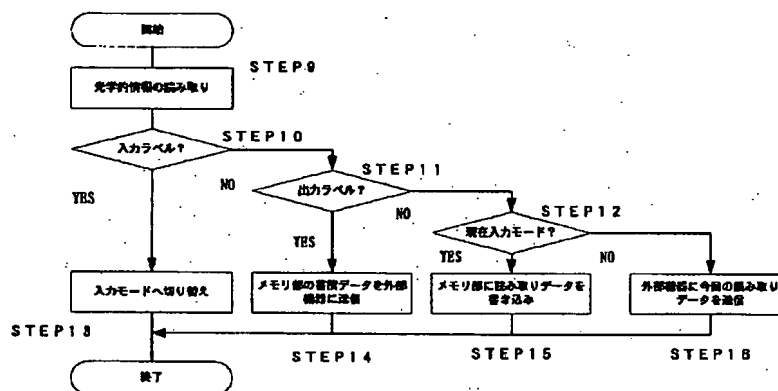 開始
STEP9
光学的情報の読み取り
STEP10
入力ラベル?
STEP11
YES
NO
出力ラベル?
STEP12
NO
現在入力モード?
YES
YES
NO
入力モードへ切り替え
メモリ部の蓄積データを外部
機器に送信
メモリ部に読み取りデータを
書き込み
外部機器に今回の読み取り
データを送信
STEP13
STEP14
STEP15
STEP16
終了